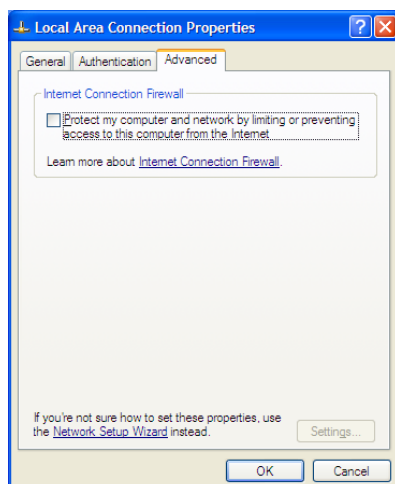 Local Area Connection Properties
General Authentication Advanced
Internet Connection Firewall
Protect my computer and network by limiting or preventing
access to this computer from the Internet
Learn more about Internet Connection Firewall.
If you're not sure how to set these properties, use
the Network Setup Wizard instead.
Settings...
OK Cancel